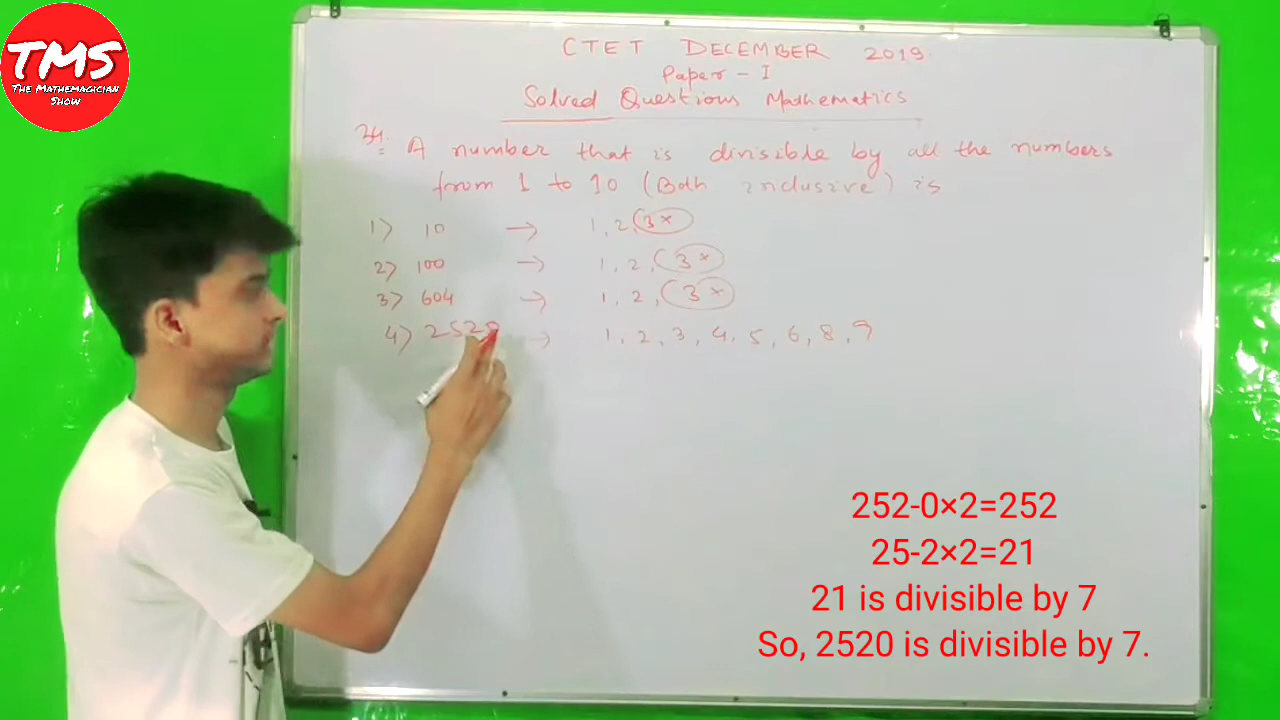 TMS
The Mathemagician
Show
CTET DECEMBER 2019
Paper - I
Solved Questions Mathematics
34. A number that is divisible by all the numbers
from 1 to 10 (Both inclusive) is
1) 10 → 1, 2, (3 ×
2) 100 → 1, 2, (3 ×
3) 604 → 1, 2, (3 ×
4) 2520 → 1, 2, 3, 4, 5, 6, 8, 9
252-0×2=252
25-2×2=21
21 is divisible by 7
So, 2520 is divisible by 7.